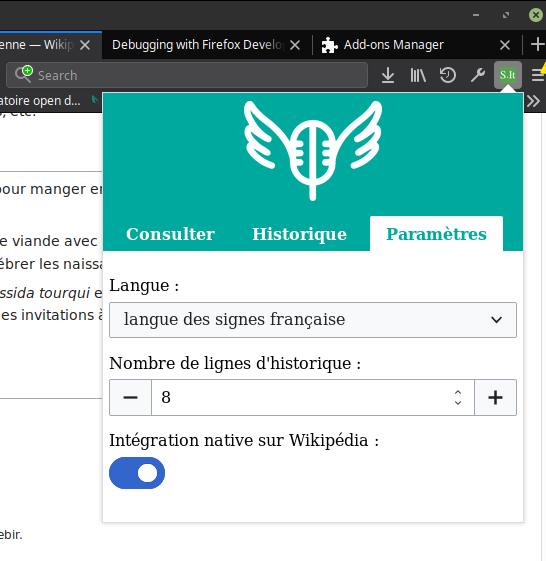 enne — Wikip
Debugging with Firefox Develo
Add-ons Manager
Search
S.It
atoire open d...
, etc.
pour manger en
e viande avec
ébrer les naissa
ssida tourqui e
es invitations à
ebir.
Consulter
Historique
Paramètres
Langue :
langue des signes française
Nombre de lignes d'historique :
8
Intégration native sur Wikipédia :